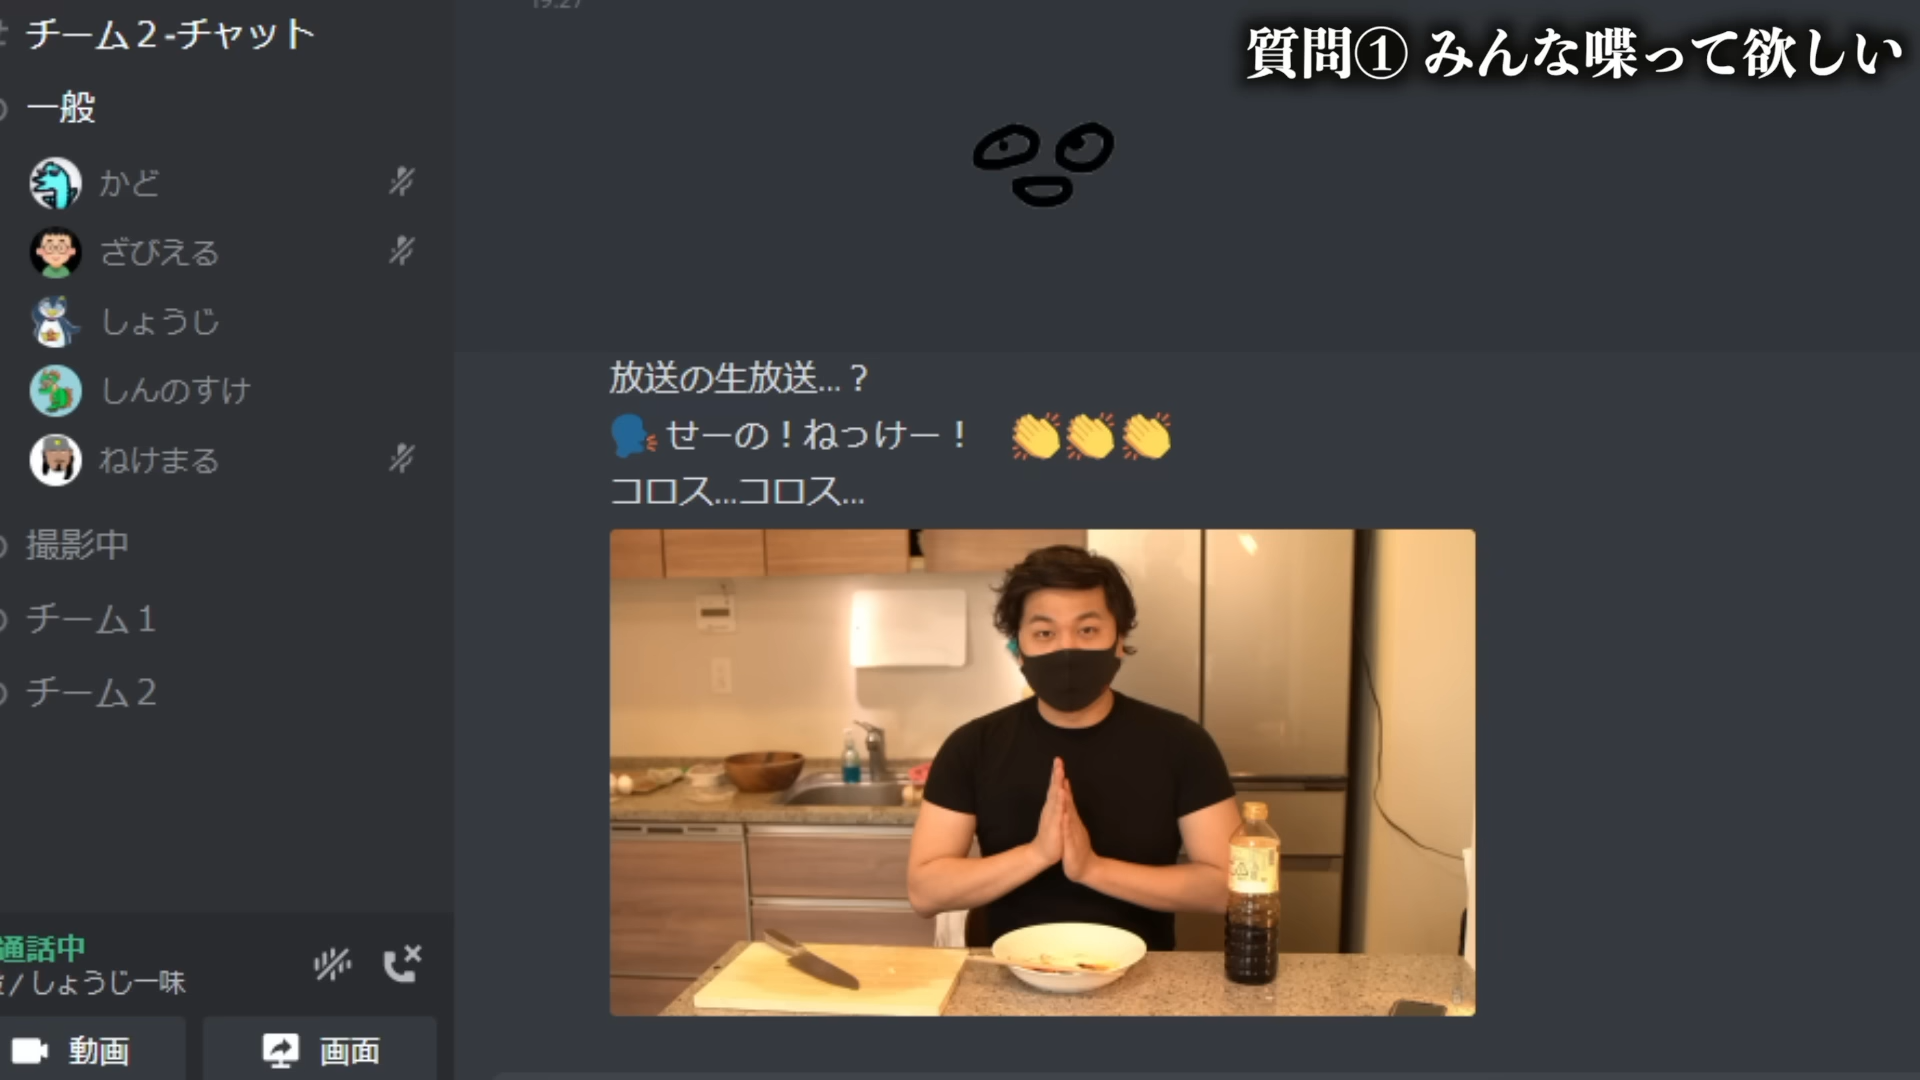 チーム２-チャット
一般
かど
ざびえる
しょうじ
しんのすけ
ねけまる
撮影中
チーム１
チーム２
通話中
/ しょうじ一味
動画
画面
質問① みんな喋って欲しい
放送の生放送...？
せーの！ねっけー！
コロス...コロス...